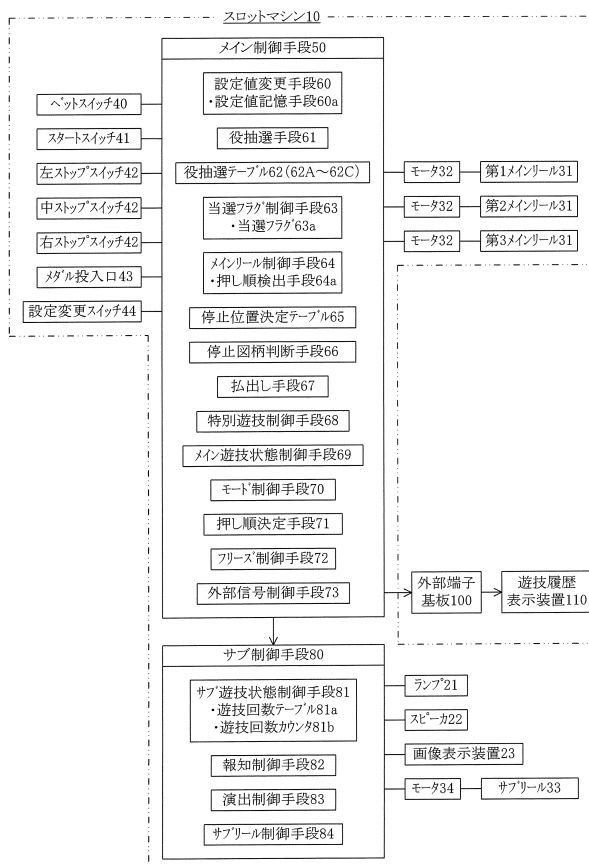 スロットマシン10
メイン制御手段50
設定値変更手段60
・設定値記憶手段60a
役抽選手段61
役抽選テーブル62(62A～62C)
当選フラグ制御手段63
・当選フラグ63a
メインリール制御手段64
・押し順検出手段64a
停止位置決定テーブル65
停止図柄判断手段66
払出し手段67
特別遊技制御手段68
メイン遊技状態制御手段69
モード制御手段70
押し順決定手段71
フリーズ制御手段72
外部信号制御手段73
ベットスイッチ40
スタートスイッチ41
左ストップスイッチ42
中ストップスイッチ42
右ストップスイッチ42
メダル投入口43
設定変更スイッチ44
モータ32
第1メインリール31
モータ32
第2メインリール31
モータ32
第3メインリール31
外部端子
基板100
遊技履歴
表示装置110
サブ制御手段80
サブ遊技状態制御手段81
・遊技回数テーブル81a
・遊技回数カウンタ81b
報知制御手段82
演出制御手段83
サブリール制御手段84
ランプ21
スピーカ22
画像表示装置23
モータ34
サブリール33